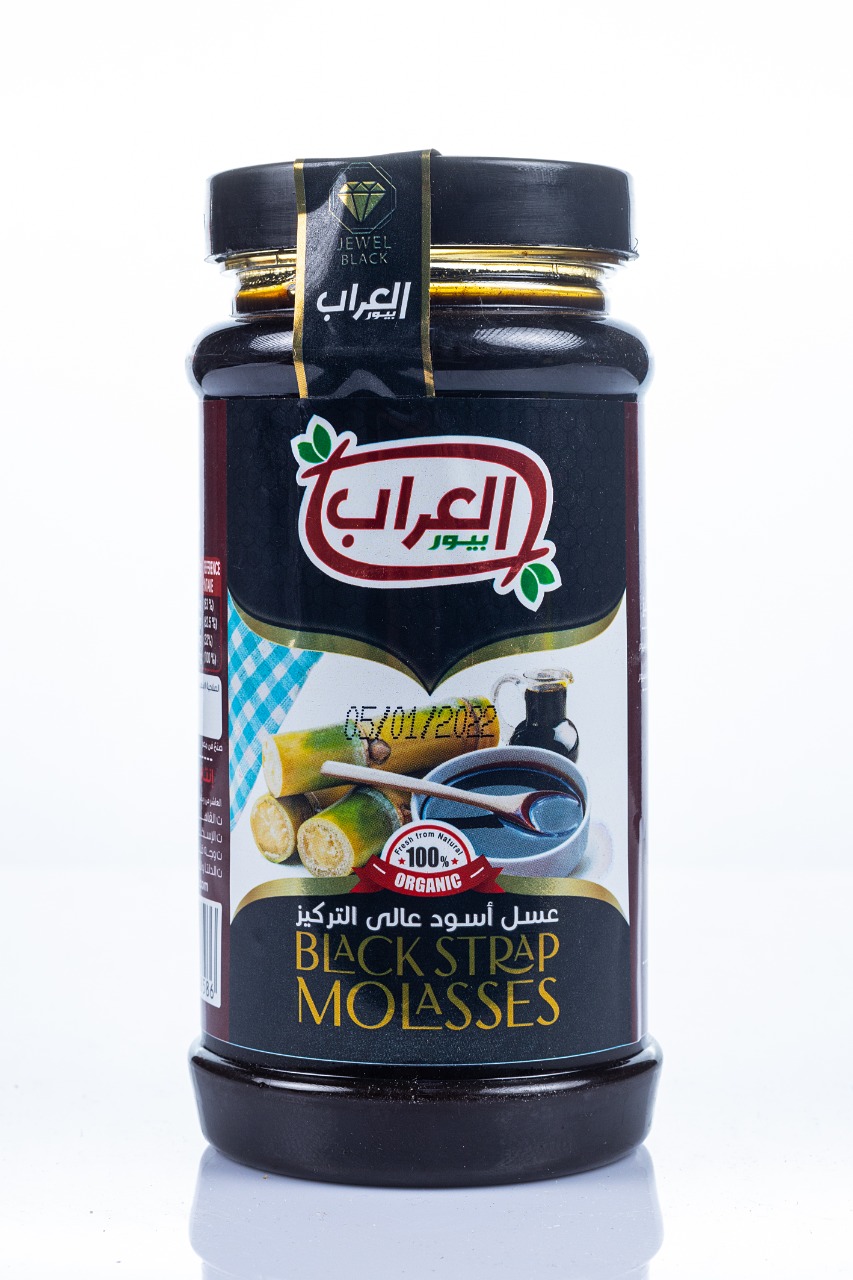 JEWEL
BLACK
العراب
بيور
العراب
بيور
05/01/2022
Fresh from Natural
100%
ORGANIC
عسل أسود عالى التركيز
BLACK STRAP
MOLASSES